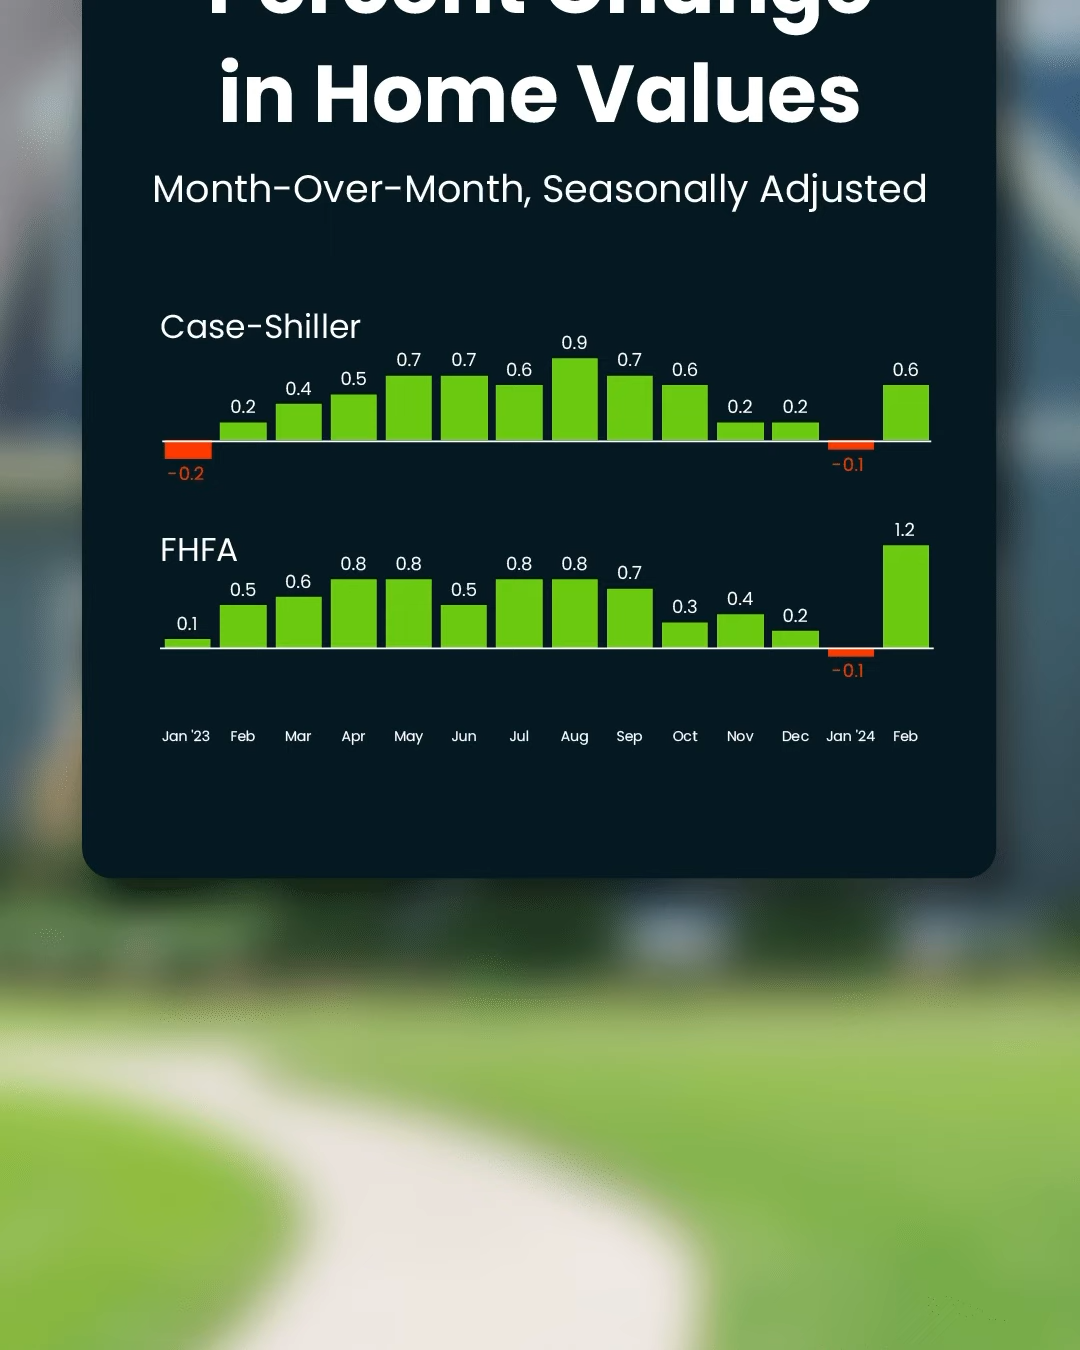 Percent Change
in Home Values
Month-Over-Month, Seasonally Adjusted
Case-Shiller
-0.2 0.2 0.4 0.5 0.7 0.7 0.6 0.9 0.7 0.6 0.2 0.2 -0.1 0.6
FHFA
0.1 0.5 0.6 0.8 0.8 0.5 0.8 0.8 0.7 0.3 0.4 0.2 -0.1 1.2
Jan '23 Feb Mar Apr May Jun Jul Aug Sep Oct Nov Dec Jan '24 Feb